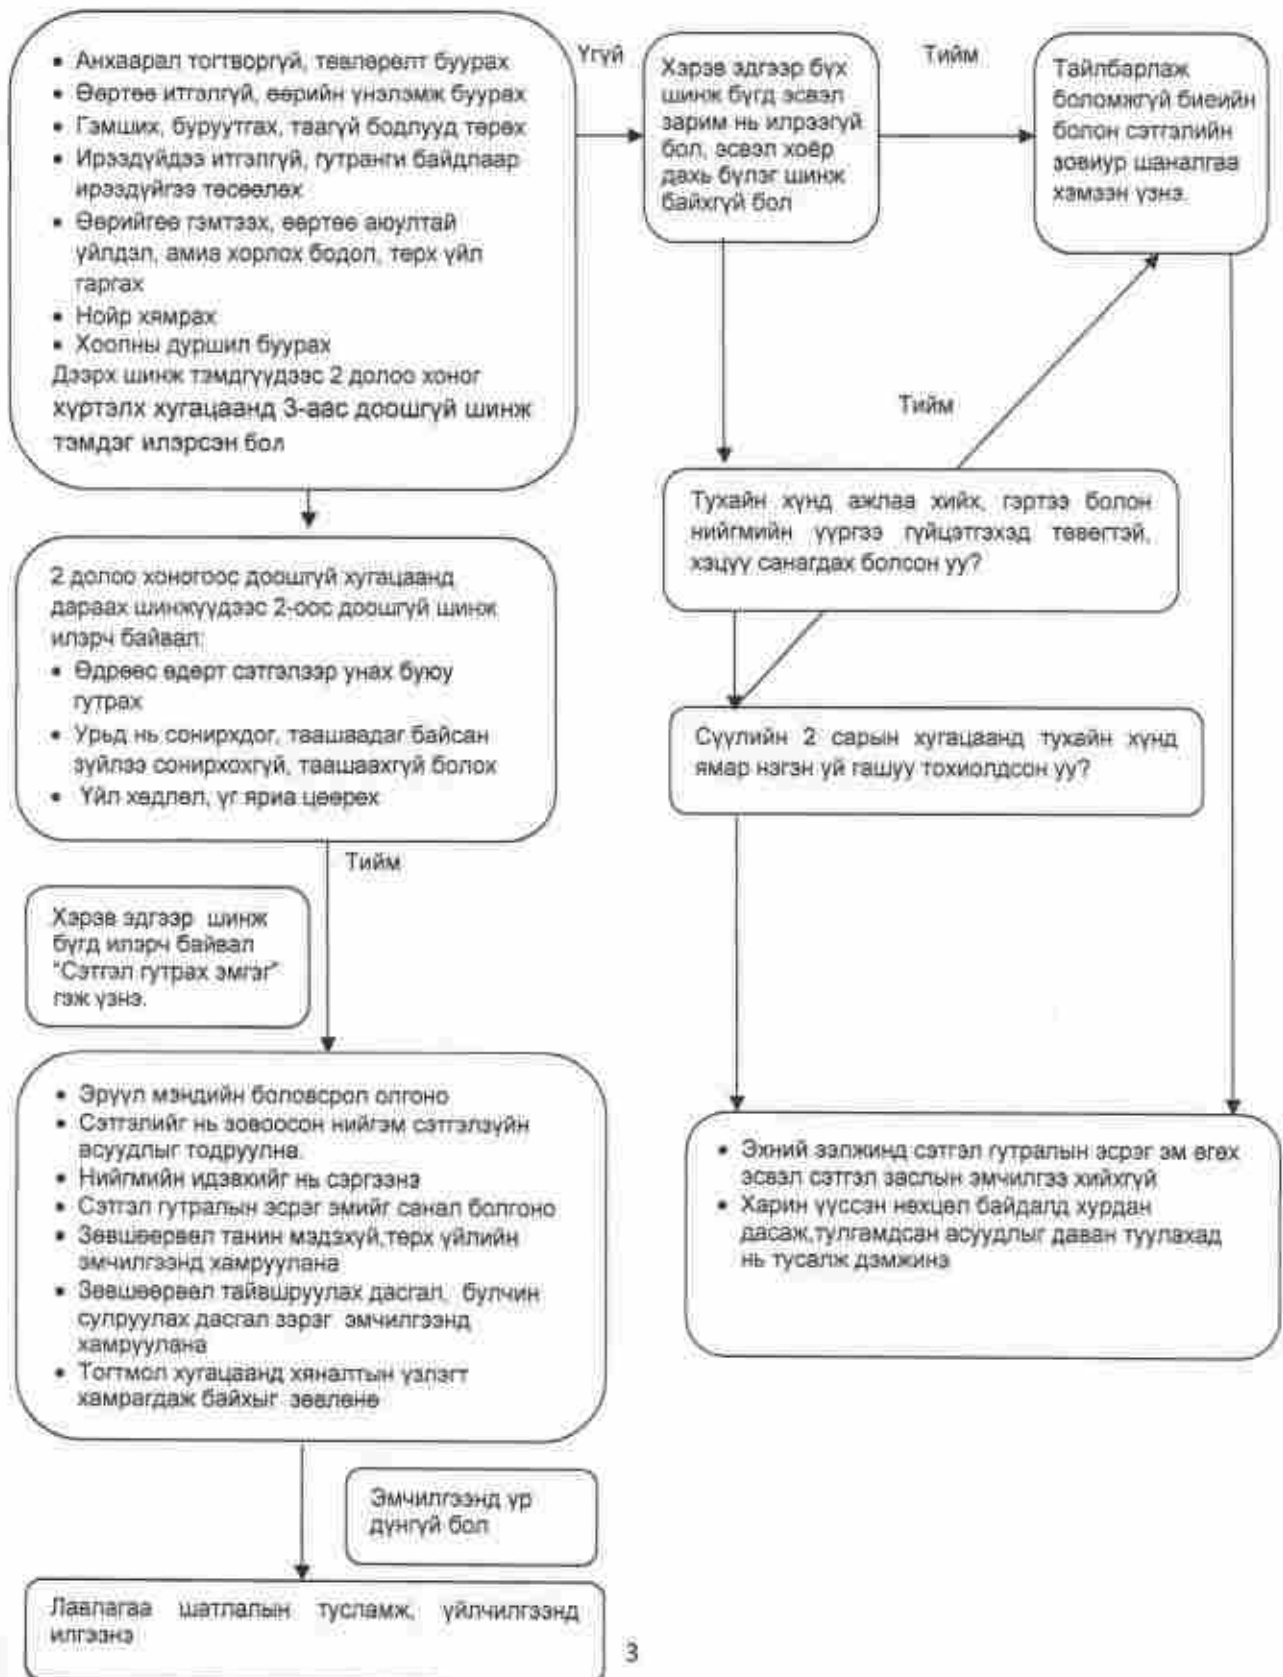 • Анхаарал тогтворгүй, төвлөрөлт буурах
• Өөртөө итгэлгүй, өөрийн үнэлэмж буурах
• Гэмших, буруутгах, таагүй бодлууд төрөх
• Ирээдүйдээ итгэлгүй, гутранги байдлаар
ирээдүйгээ төсөөлөх
• Өөрийгөө гэмтээх, өөртөө аюултай
үйлдэл, амиа хорлох бодол, төрх үйл
гаргах
• Нойр хямрах
• Хоолны дуршил буурах
Дээрх шинж тэмдгүүдээс 2 долоо хоног
хүртэлх хугацаанд 3-аас доошгүй шинж
тэмдэг илэрсэн бол
Үгүй
Хэрэв эдгээр бүх
шинж бүгд эсвэл
зарим нь илрээгүй
бол, эсвэл хоёр
дахь бүлэг шинж
байхгүй бол
Тийм
Тайлбарлаж
боломжгүй биеийн
болон сэтгэлийн
зовиур шаналгаа
хэмээн үзнэ.
Тийм
2 долоо хоногоос доошгүй хугацаанд
дараах шинжүүдээс 2-оос доошгүй шинж
илэрч байвал:
• Өдрөөс өдөрт сэтгэлээр унах буюу
гутрах
• Урьд нь сонирхдог, таашаадаг байсан
зүйлээ сонирхохгүй, таашаахгүй болох
• Үйл хөдлөл, үг яриа цөөрөх
Тухайн хүнд ажлаа хийх, гэртээ болон
нийгмийн үүргээ гүйцэтгэхэд төвөгтэй,
хэцүү санагдах болсон уу?
Сүүлийн 2 сарын хугацаанд тухайн хүнд
ямар нэгэн уй гашуу тохиолдсон уу?
Тийм
Хэрэв эдгээр шинж
бүгд илэрч байвал
"Сэтгэл гутрах эмгэг"
гэж үзнэ.
• Эрүүл мэндийн боловсрол олгоно
• Сэтгэлийг нь зовоосон нийгэм сэтгэлзүйн
асуудлыг тодруулна.
• Нийгмийн идэвхийг нь сэргээнэ
• Сэтгэл гутралын эсрэг эмийг санал болгоно
• Зөвшөөрвөл танин мэдэхүй,төрх үйлийн
эмчилгээнд хамруулана
• Зөвшөөрвөл тайвшруулах дасгал, булчин
сулруулах дасгал зэрэг эмчилгээнд
хамруулана
• Тогтмол хугацаанд хяналтын үзлэгт
хамрагдаж байхыг зөвлөнө
• Эхний ээлжинд сэтгэл гутралын эсрэг эм өгөх
эсвэл сэтгэл заслын эмчилгээ хийхгүй
• Харин үүссэн нөхцөл байдалд хурдан
дасаж,тулгамдсан асуудлыг даван туулахад
нь тусалж дэмжинэ
Эмчилгээнд үр
дүнгүй бол
Лавлагаа шатлалын тусламж, үйлчилгээнд
илгээнэ
3